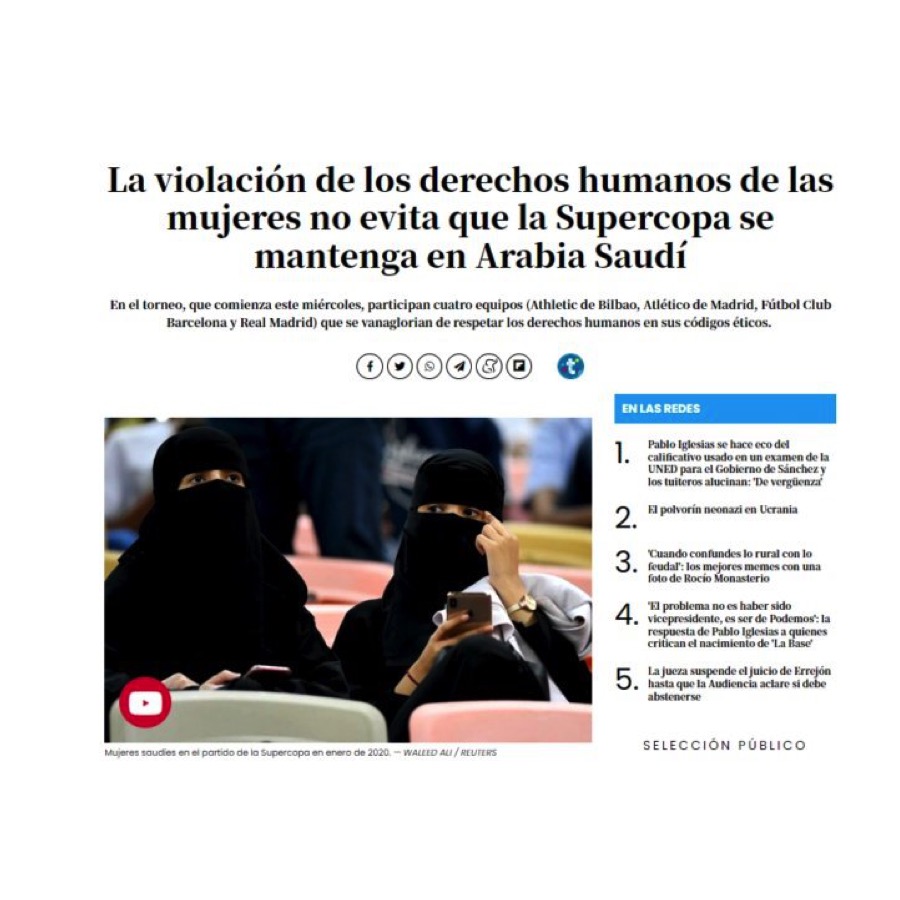 La violación de los derechos humanos de las
mujeres no evita que la Supercopa se
mantenga en Arabia Saudí
En el torneo, que comienza este miércoles, participan cuatro equipos (Athletic de Bilbao, Atlético de Madrid, Fútbol Club
Barcelona y Real Madrid) que se vanaglorian de respetar los derechos humanos en sus códigos éticos.
t
EN LAS REDES
1. Pablo Iglesias se hace eco del
calificativo usado en un examen de la
UNED para el Gobierno de Sánchez y
los tuiteros alucinan: 'De vergüenza'
2. El polvorín neonazi en Ucrania
3. 'Cuando confundes lo rural con lo
feudal': los mejores memes con una
foto de Rocío Monasterio
4. 'El problema no es haber sido
vicepresidente, es ser de Podemos': la
respuesta de Pablo Iglesias a quienes
critican el nacimiento de 'La Base'
5. La jueza suspende el juicio de Errejón
hasta que la Audiencia aclare si debe
abstenerse
SELECCIÓN PÚBLICO
Mujeres saudíes en el partido de la Supercopa en enero de 2020. — WALEED ALI / REUTERS